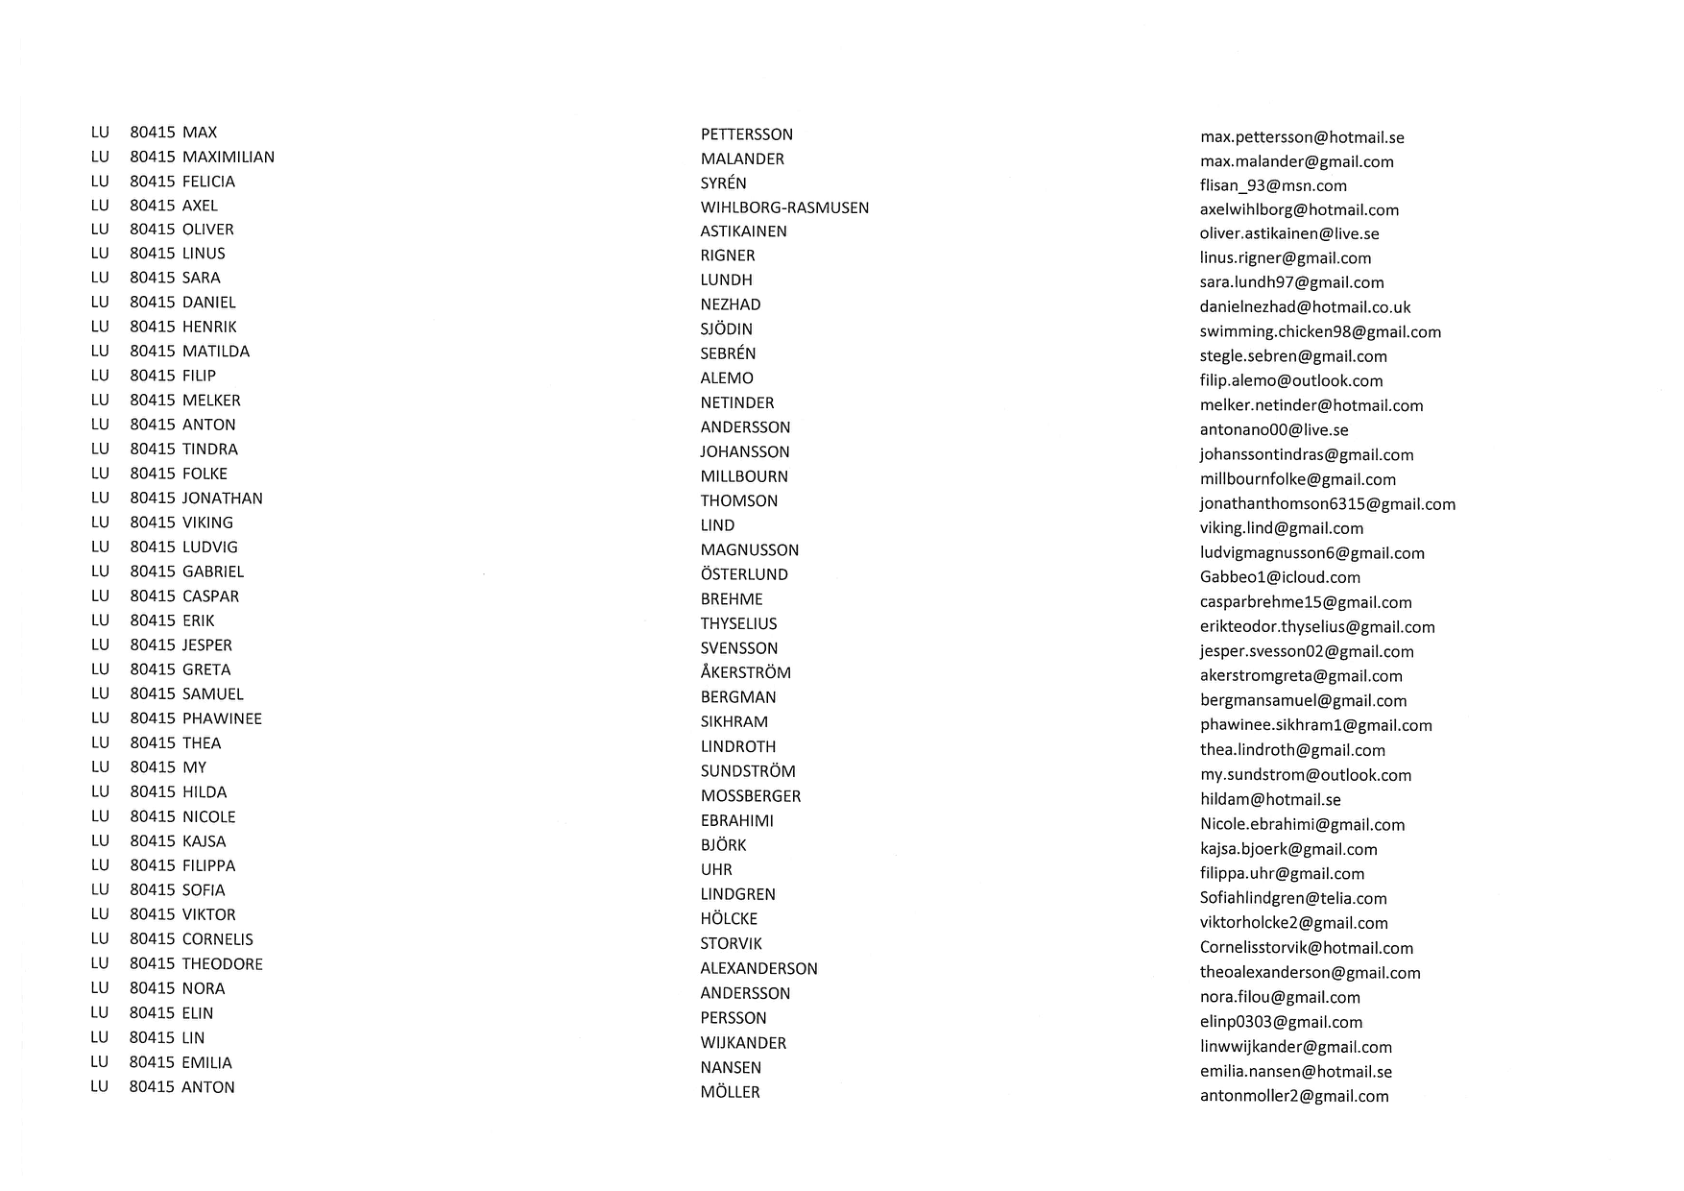 LU 80415 MAX PETTERSSON max.pettersson@hotmail.se
LU 80415 MAXIMILIAN MALANDER max.malander@gmail.com
LU 80415 FELICIA SYRÉN flisan_93@msn.com
LU 80415 AXEL WIHLBORG-RASMUSEN axelwihlborg@hotmail.com
LU 80415 OLIVER ASTIKAINEN oliver.astikainen@live.se
LU 80415 LINUS RIGNER linus.rigner@gmail.com
LU 80415 SARA LUNDH sara.lundh97@gmail.com
LU 80415 DANIEL NEZHAD danielnezhad@hotmail.co.uk
LU 80415 HENRIK SJÖDIN swimming.chicken98@gmail.com
LU 80415 MATILDA SEBRÉN stegle.sebren@gmail.com
LU 80415 FILIP ALEMO filip.alemo@outlook.com
LU 80415 MELKER NETINDER melker.netinder@hotmail.com
LU 80415 ANTON ANDERSSON antonano00@live.se
LU 80415 TINDRA JOHANSSON johanssontindras@gmail.com
LU 80415 FOLKE MILLBOURN millbournfolke@gmail.com
LU 80415 JONATHAN THOMSON jonathanthomson6315@gmail.com
LU 80415 VIKING LIND viking.lind@gmail.com
LU 80415 LUDVIG MAGNUSSON ludvigmagnusson6@gmail.com
LU 80415 GABRIEL ÖSTERLUND Gabbeo1@icloud.com
LU 80415 CASPAR BREHME casparbrehme15@gmail.com
LU 80415 ERIK THYSELIUS erikteodor.thyselius@gmail.com
LU 80415 JESPER SVENSSON jesper.svesson02@gmail.com
LU 80415 GRETA ÅKERSTRÖM akerstromgreta@gmail.com
LU 80415 SAMUEL BERGMAN bergmansamuel@gmail.com
LU 80415 PHAWINEE SIKHRAM phawinee.sikhram1@gmail.com
LU 80415 THEA LINDROTH thea.lindroth@gmail.com
LU 80415 MY SUNDSTRÖM my.sundstrom@outlook.com
LU 80415 HILDA MOSSBERGER hildam@hotmail.se
LU 80415 NICOLE EBRAHIMI Nicole.ebrahimi@gmail.com
LU 80415 KAJSA BJÖRK kajsa.bjoerk@gmail.com
LU 80415 FILIPPA UHR filippa.uhr@gmail.com
LU 80415 SOFIA LINDGREN Sofiahlindgren@telia.com
LU 80415 VIKTOR HÖLCKE viktorholcke2@gmail.com
LU 80415 CORNELIS STORVIK Cornelisstorvik@hotmail.com
LU 80415 THEODORE ALEXANDERSON theoalexanderson@gmail.com
LU 80415 NORA ANDERSSON nora.filou@gmail.com
LU 80415 ELIN PERSSON elinp0303@gmail.com
LU 80415 LIN WIJKANDER linwwijkander@gmail.com
LU 80415 EMILIA NANSEN emilia.nansen@hotmail.se
LU 80415 ANTON MÖLLER antonmoller2@gmail.com